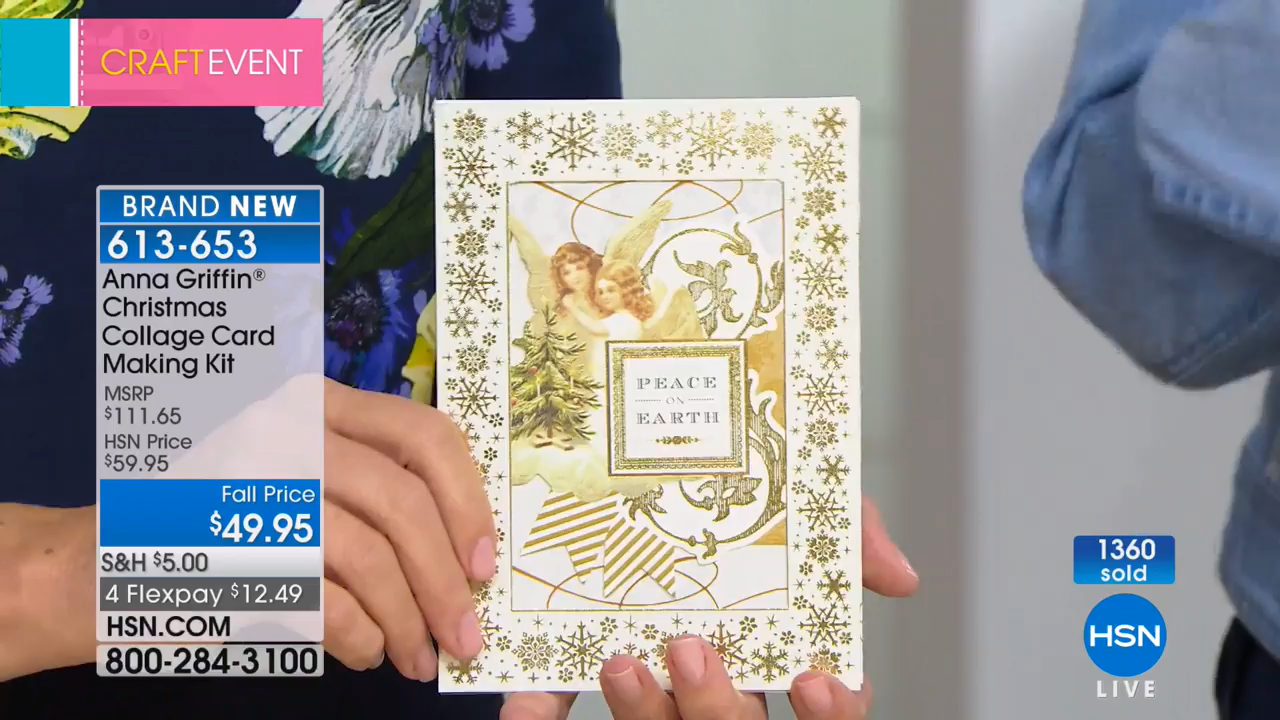 CRAFT EVENT
BRAND NEW
613-653
Anna Griffin®
Christmas
Collage Card
Making Kit
MSRP
$111.65
HSN Price
$59.95
Fall Price
$49.95
S&H $5.00
4 Flexpay $12.49
HSN.COM
800-284-3100
PEACE
ON
EARTH
1360
sold
HSN
LIVE